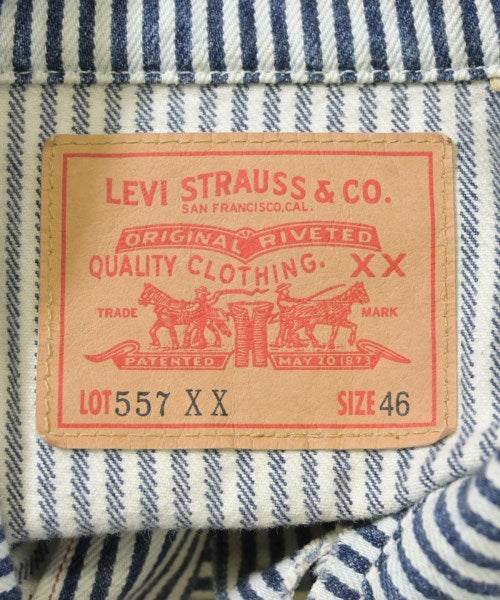 LEVI STRAUSS & CO.
SAN FRANCISCO, CAL.
ORIGINAL RIVETED
QUALITY CLOTHING. XX
TRADE MARK
PATENTED MAY 20 1873
LOT 557 XX SIZE 46